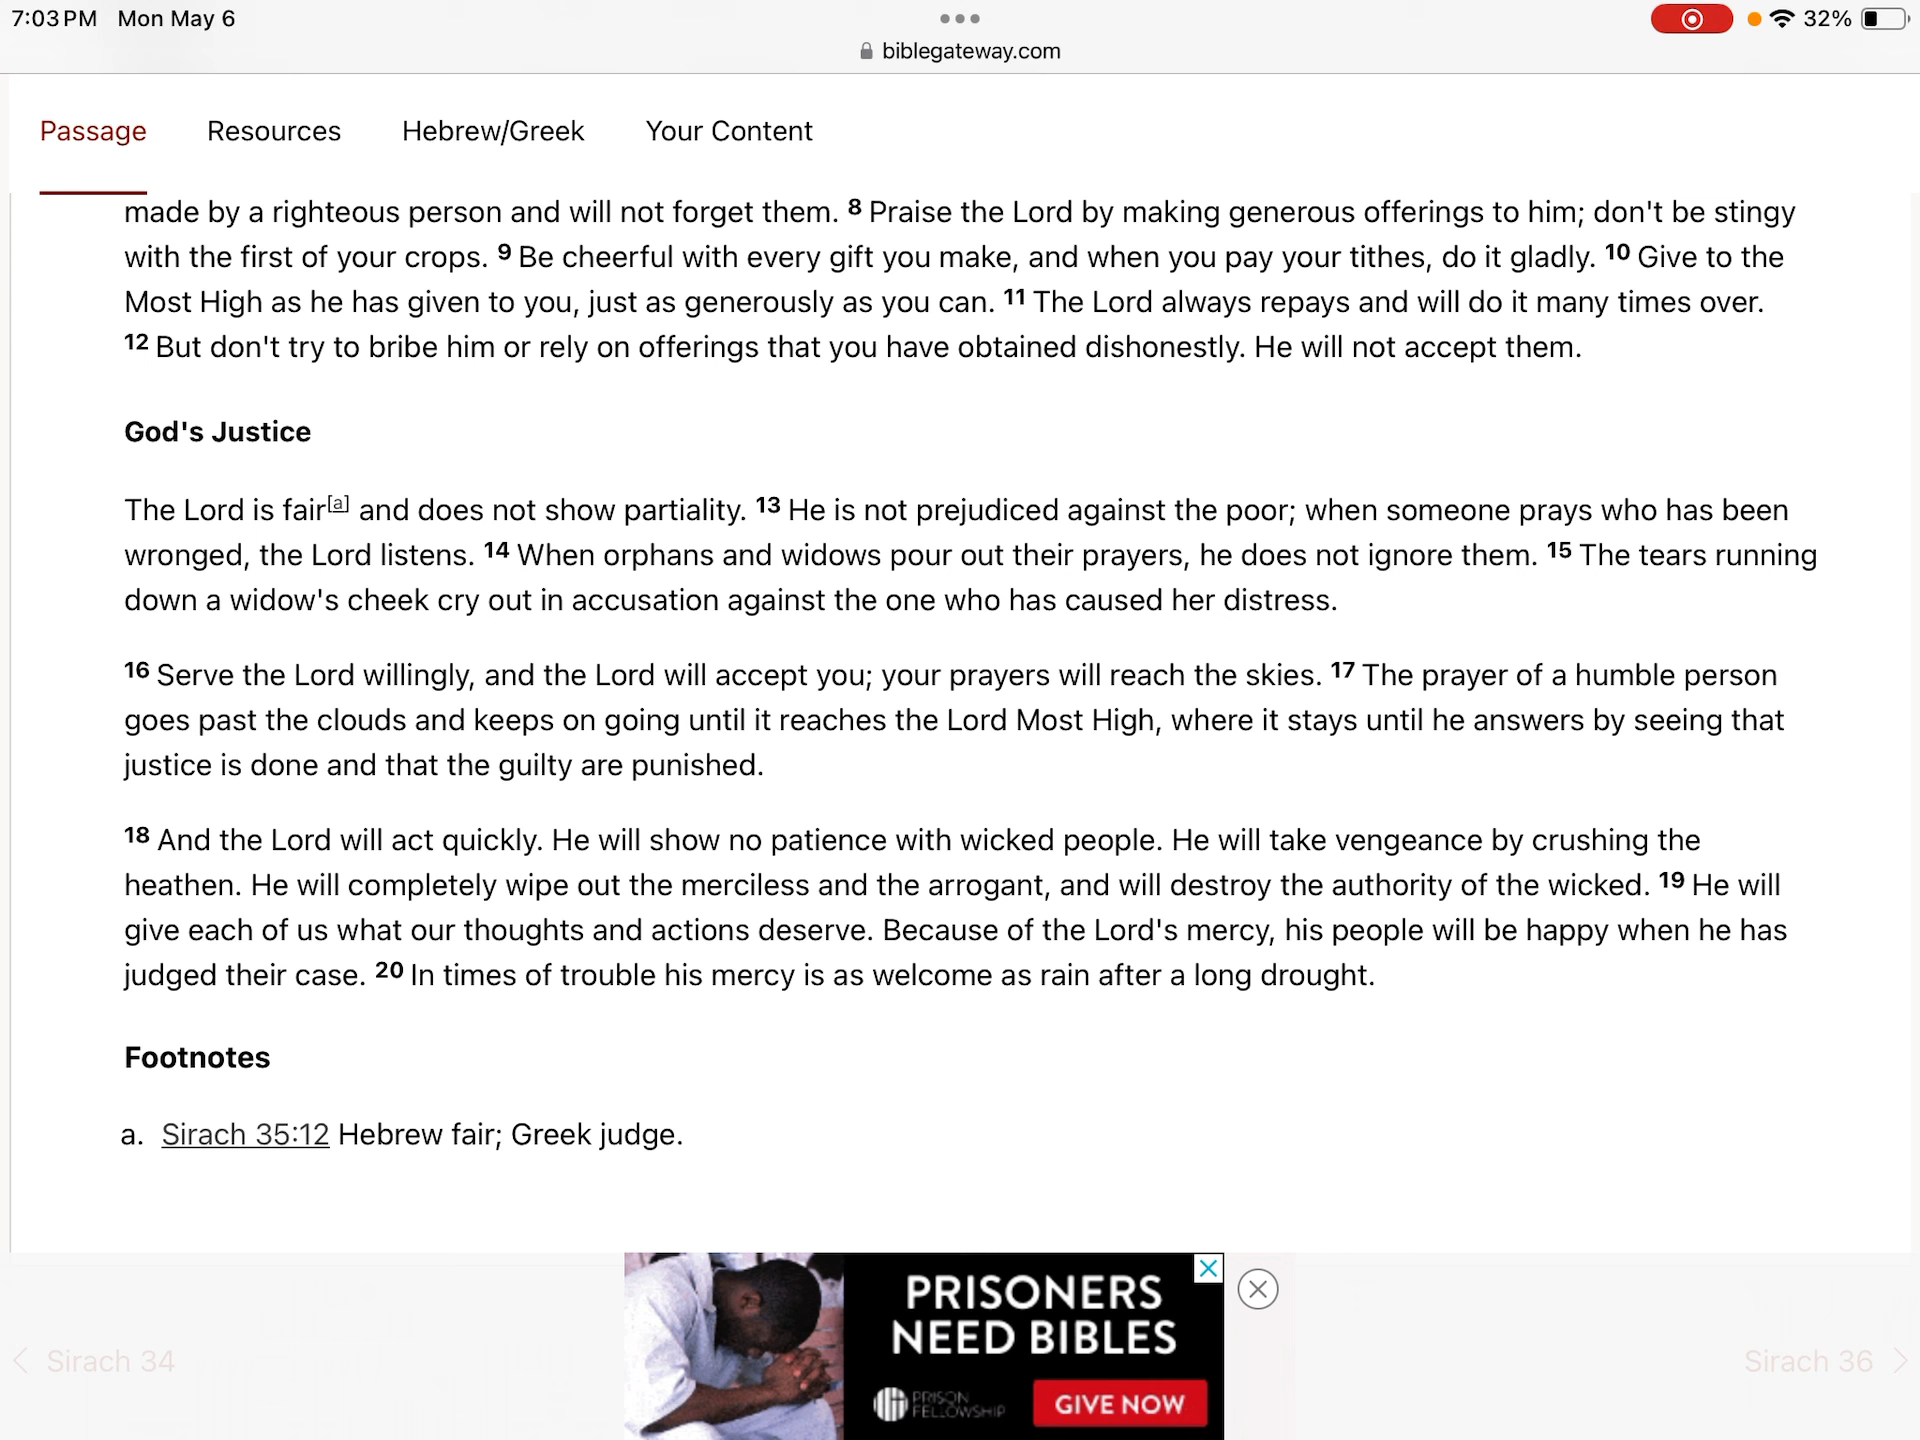 7:03 PM Mon May 6
32%
biblegateway.com
Passage Resources Hebrew/Greek Your Content
made by a righteous person and will not forget them. 8 Praise the Lord by making generous offerings to him; don't be stingy
with the first of your crops. 9 Be cheerful with every gift you make, and when you pay your tithes, do it gladly. 10 Give to the
Most High as he has given to you, just as generously as you can. 11 The Lord always repays and will do it many times over.
12 But don't try to bribe him or rely on offerings that you have obtained dishonestly. He will not accept them.
God's Justice
The Lord is fair[a] and does not show partiality. 13 He is not prejudiced against the poor; when someone prays who has been
wronged, the Lord listens. 14 When orphans and widows pour out their prayers, he does not ignore them. 15 The tears running
down a widow's cheek cry out in accusation against the one who has caused her distress.
16 Serve the Lord willingly, and the Lord will accept you; your prayers will reach the skies. 17 The prayer of a humble person
goes past the clouds and keeps on going until it reaches the Lord Most High, where it stays until he answers by seeing that
justice is done and that the guilty are punished.
18 And the Lord will act quickly. He will show no patience with wicked people. He will take vengeance by crushing the
heathen. He will completely wipe out the merciless and the arrogant, and will destroy the authority of the wicked. 19 He will
give each of us what our thoughts and actions deserve. Because of the Lord's mercy, his people will be happy when he has
judged their case. 20 In times of trouble his mercy is as welcome as rain after a long drought.
Footnotes
a. Sirach 35:12 Hebrew fair; Greek judge.
PRISONERS
NEED BIBLES
PRISON
FELLOWSHIP
GIVE NOW
Sirach 34
Sirach 36